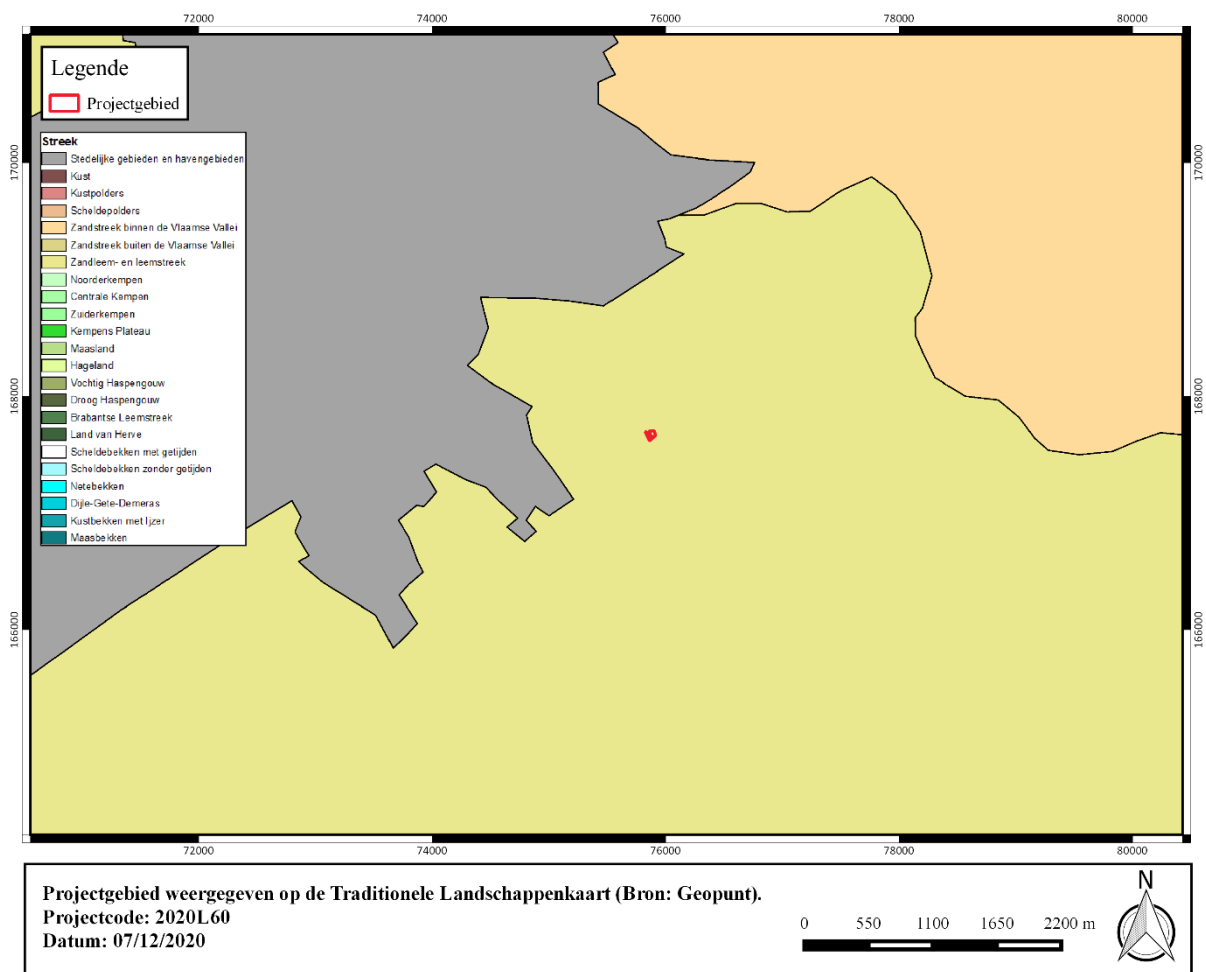 72000 74000 76000 78000 80000
Legende
Projectgebied
Streek
Stedelijke gebieden en havengebieden
Kust
Kustpolders
Scheldepolders
Zandstreek binnen de Vlaamse Vallei
Zandstreek buiten de Vlaamse Vallei
Zandleem- en leemstreek
Noorderkempen
Centrale Kempen
Zuiderkempen
Kempens Plateau
Maasland
Hageland
Vochtig Haspengouw
Droog Haspengouw
Brabantse Leemstreek
Land van Herve
Scheldebekken met getijden
Scheldebekken zonder getijden
Netebekken
Dijle-Gete-Demeras
Kustbekken met Ijzer
Maasbekken
170000 170000
168000 168000
166000 166000
72000 74000 76000 78000 80000
Projectgebied weergegeven op de Traditionele Landschappenkaart (Bron: Geopunt).
Projectcode: 2020L60
Datum: 07/12/2020
0 550 1100 1650 2200 m
N